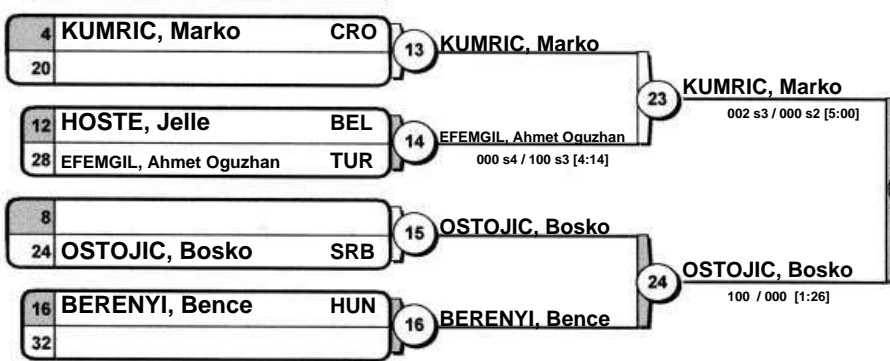 4 KUMRIC, Marko CRO
20
13 KUMRIC, Marko
12 HOSTE, Jelle BEL
28 EFEMGIL, Ahmet Oguzhan TUR
14 EFEMGIL, Ahmet Oguzhan
000 s4 / 100 s3 [4:14]
23 KUMRIC, Marko
002 s3 / 000 s2 [5:00]
8
24 OSTOJIC, Bosko SRB
15 OSTOJIC, Bosko
16 BERENYI, Bence HUN
32
16 BERENYI, Bence
24 OSTOJIC, Bosko
100 / 000 [1:26]